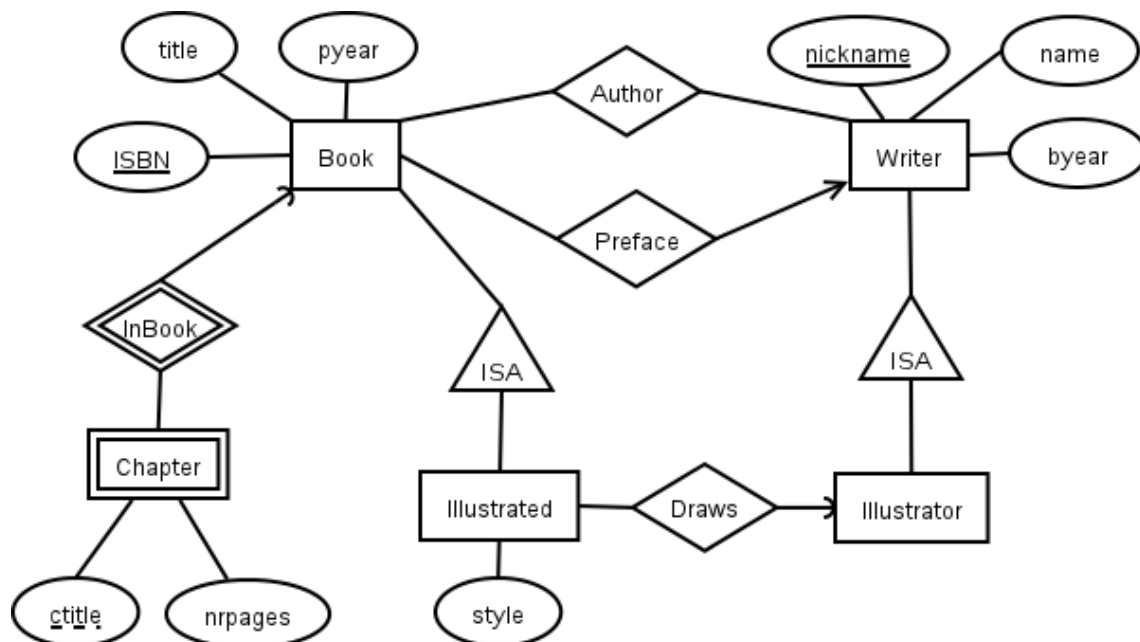 title
pyear
nickname
name
Author
ISBN
Book
Writer
byear
Preface
InBook
ISA
ISA
Chapter
Illustrated
Draws
Illustrator
ctitle
nrpages
style